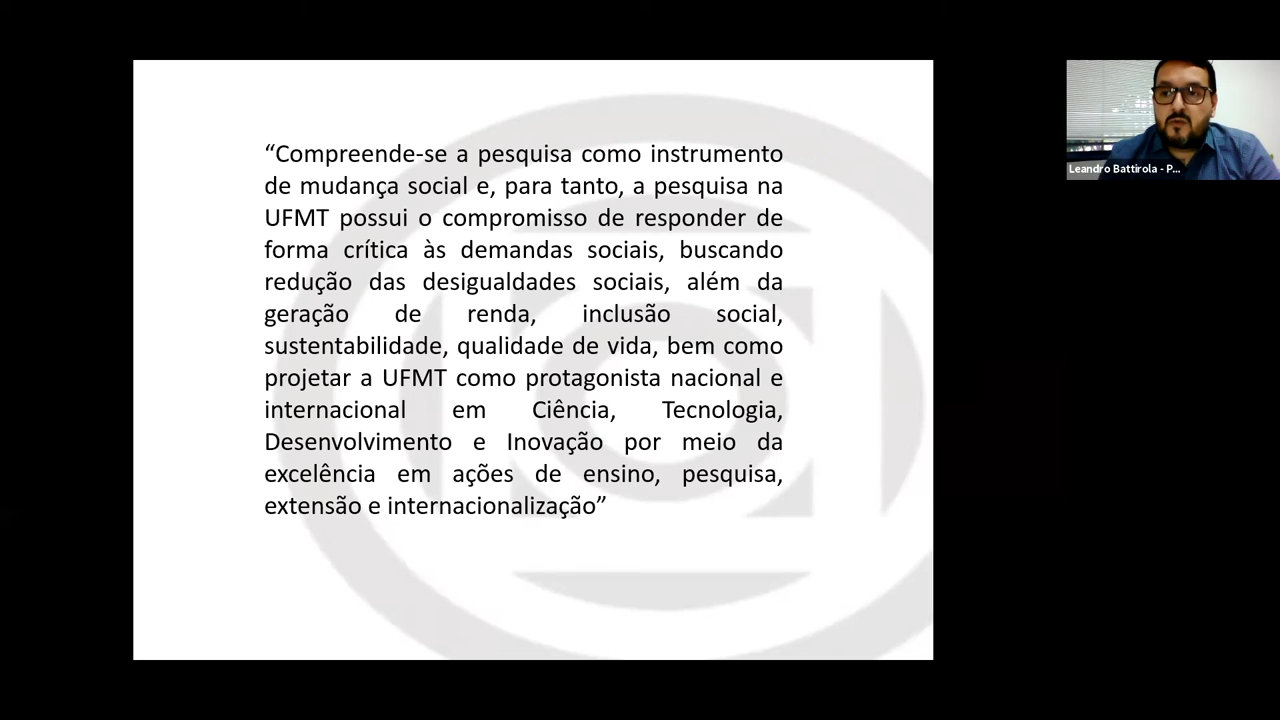 “Compreende-se a pesquisa como instrumento
de mudança social e, para tanto, a pesquisa na
UFMT possui o compromisso de responder de
forma crítica às demandas sociais, buscando
redução das desigualdades sociais, além da
geração de renda, inclusão social,
sustentabilidade, qualidade de vida, bem como
projetar a UFMT como protagonista nacional e
internacional em Ciência, Tecnologia,
Desenvolvimento e Inovação por meio da
excelência em ações de ensino, pesquisa,
extensão e internacionalização”
Leandro Battirola - P...